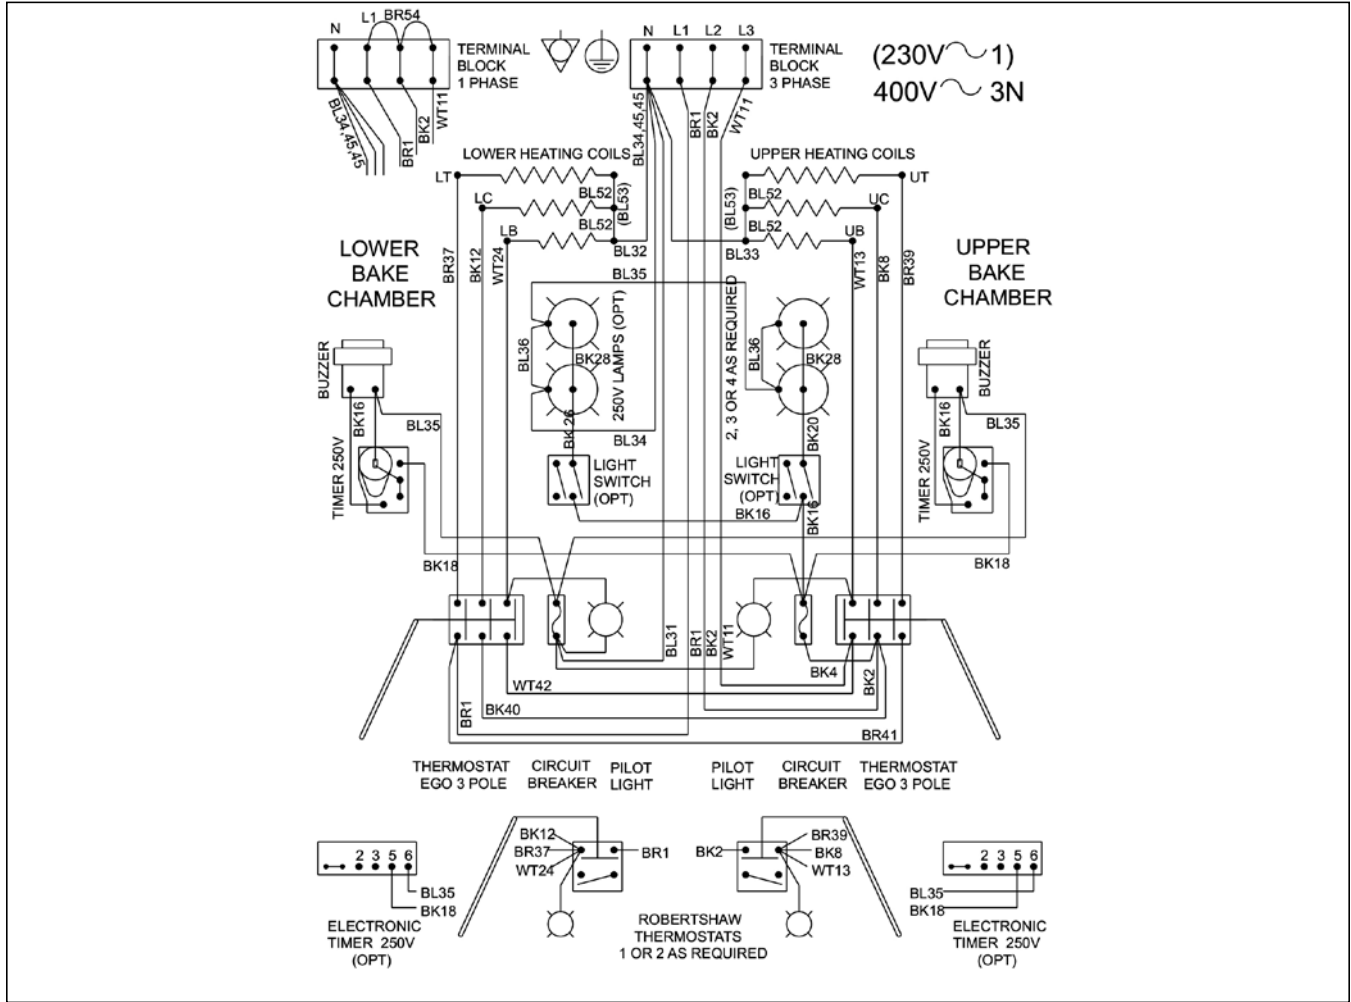 L1 BR54
N
TERMINAL
BLOCK
1 PHASE
BL34,45,45
BR1
BK2
WT11
N L1 L2 L3
TERMINAL
BLOCK
3 PHASE
(230V 1)
400V 3N
BL34,45,45
BR1
BK2
WT11
LOWER HEATING COILS
UPPER HEATING COILS
LT
LC
LB
BL52
BL52
(BL53)
BL32
(BL53)
BL52
BL52
BL33
UT
UC
UB
LOWER
BAKE
CHAMBER
UPPER
BAKE
CHAMBER
BR37
BK12
WT24
WT13
BK8
BR39
BL35
BL36
BK28
250V LAMPS (OPT)
BK 26
BL34
2, 3 OR 4 AS REQUIRED
BL36
BK28
BK20
BUZZER
BK16
BL35
TIMER 250V
BUZZER
BK16
BL35
TIMER 250V
LIGHT
SWITCH
(OPT)
LIGHT
SWITCH
(OPT)
BK16
BK16
BK18
BK18
BL31
BR1
BK2
WT11
BK4
BK2
WT42
BR1
BK40
BR41
THERMOSTAT
EGO 3 POLE
CIRCUIT
BREAKER
PILOT
LIGHT
PILOT
LIGHT
CIRCUIT
BREAKER
THERMOSTAT
EGO 3 POLE
BK12
BR37
WT24
BR1
BK2
BR39
BK8
WT13
2 3 5 6
BL35
BK18
ELECTRONIC
TIMER 250V
(OPT)
ROBERTSHAW
THERMOSTATS
1 OR 2 AS REQUIRED
2 3 5 6
BL35
BK18
ELECTRONIC
TIMER 250V
(OPT)